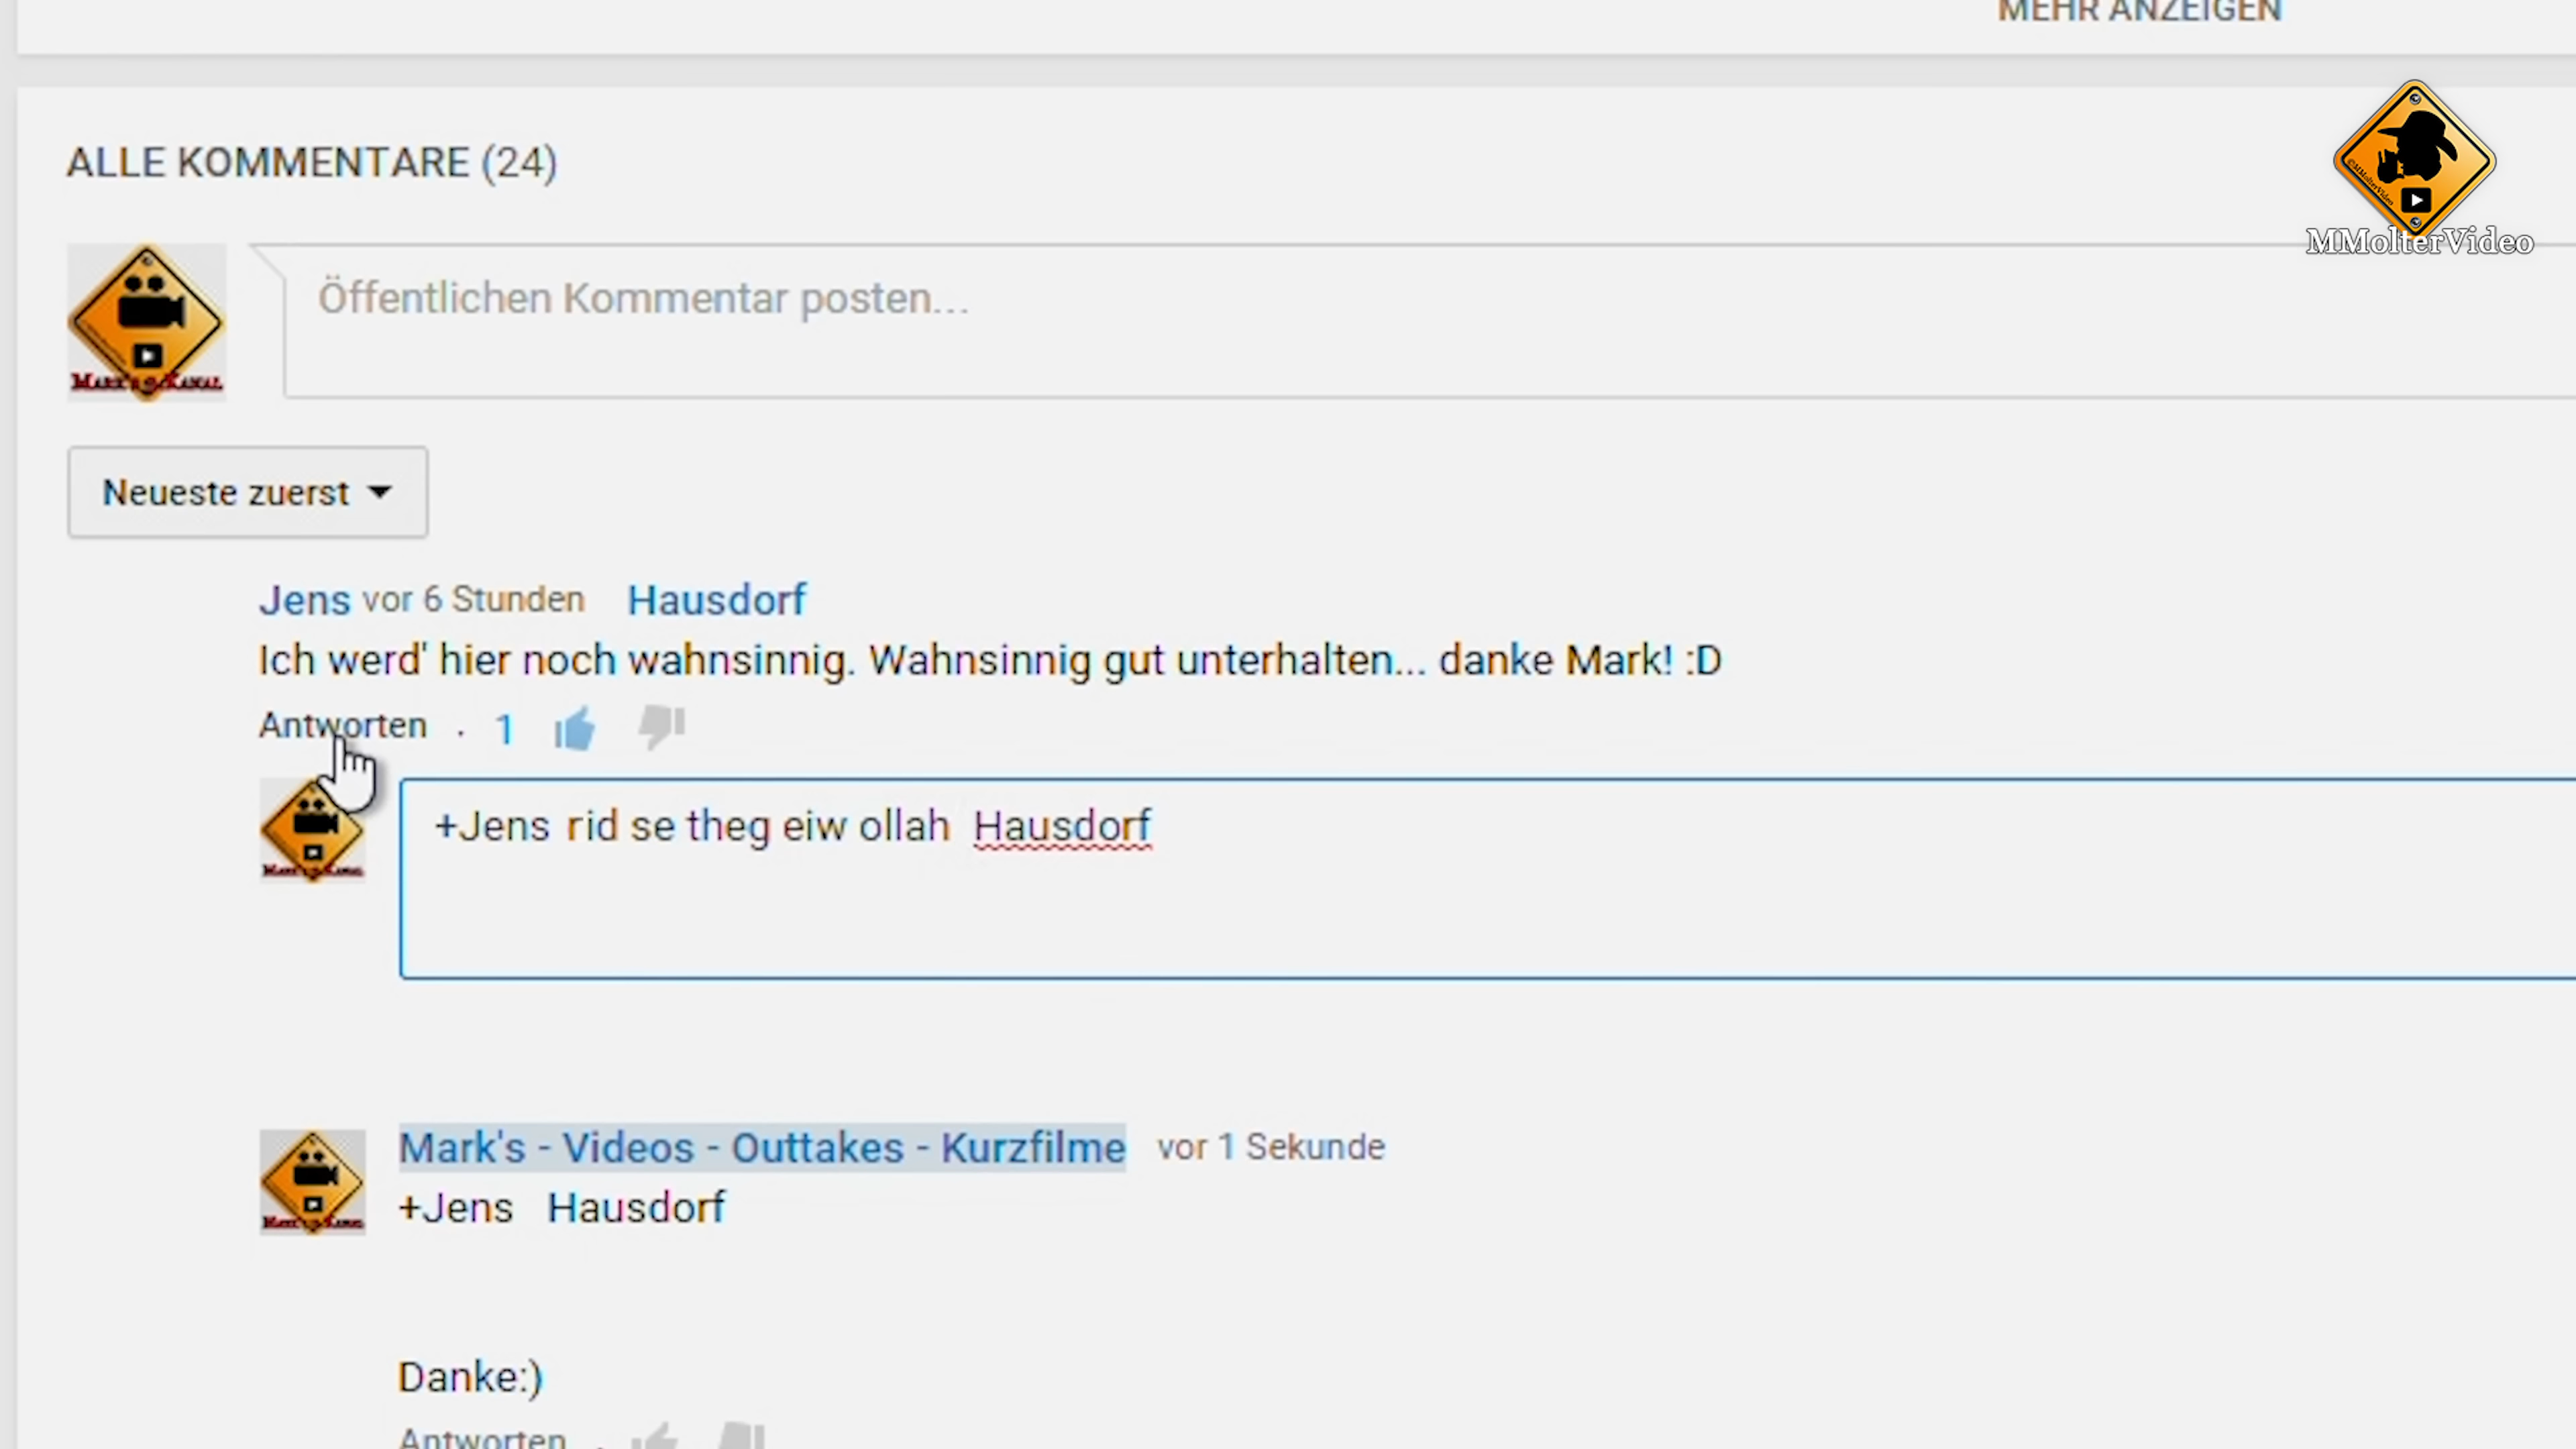 MEHR ANZEIGEN
ALLE KOMMENTARE (24)
MMolterVideo
MARK'S KANAL
Öffentlichen Kommentar posten...
Neueste zuerst
Jens vor 6 Stunden Hausdorf
Ich werd' hier noch wahnsinnig. Wahnsinnig gut unterhalten... danke Mark! :D
Antworten · 1
+Jens rid se theg eiw ollah Hausdorf
Mark's - Videos - Outtakes - Kurzfilme vor 1 Sekunde
+Jens Hausdorf
Danke:)
Antworten